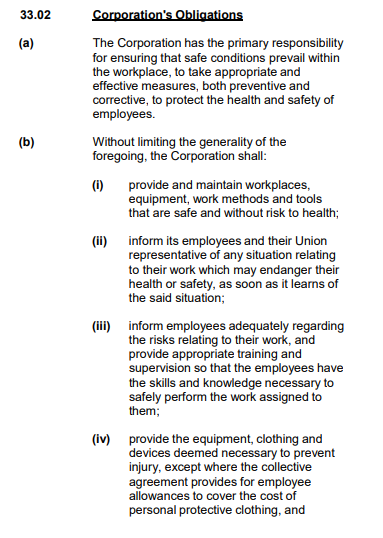 33.02 Corporation's Obligations
(a) The Corporation has the primary responsibility
for ensuring that safe conditions prevail within
the workplace, to take appropriate and
effective measures, both preventive and
corrective, to protect the health and safety of
employees.
(b) Without limiting the generality of the
foregoing, the Corporation shall:
(i) provide and maintain workplaces,
equipment, work methods and tools
that are safe and without risk to health;
(ii) inform its employees and their Union
representative of any situation relating
to their work which may endanger their
health or safety, as soon as it learns of
the said situation;
(iii) inform employees adequately regarding
the risks relating to their work, and
provide appropriate training and
supervision so that the employees have
the skills and knowledge necessary to
safely perform the work assigned to
them;
(iv) provide the equipment, clothing and
devices deemed necessary to prevent
injury, except where the collective
agreement provides for employee
allowances to cover the cost of
personal protective clothing, and